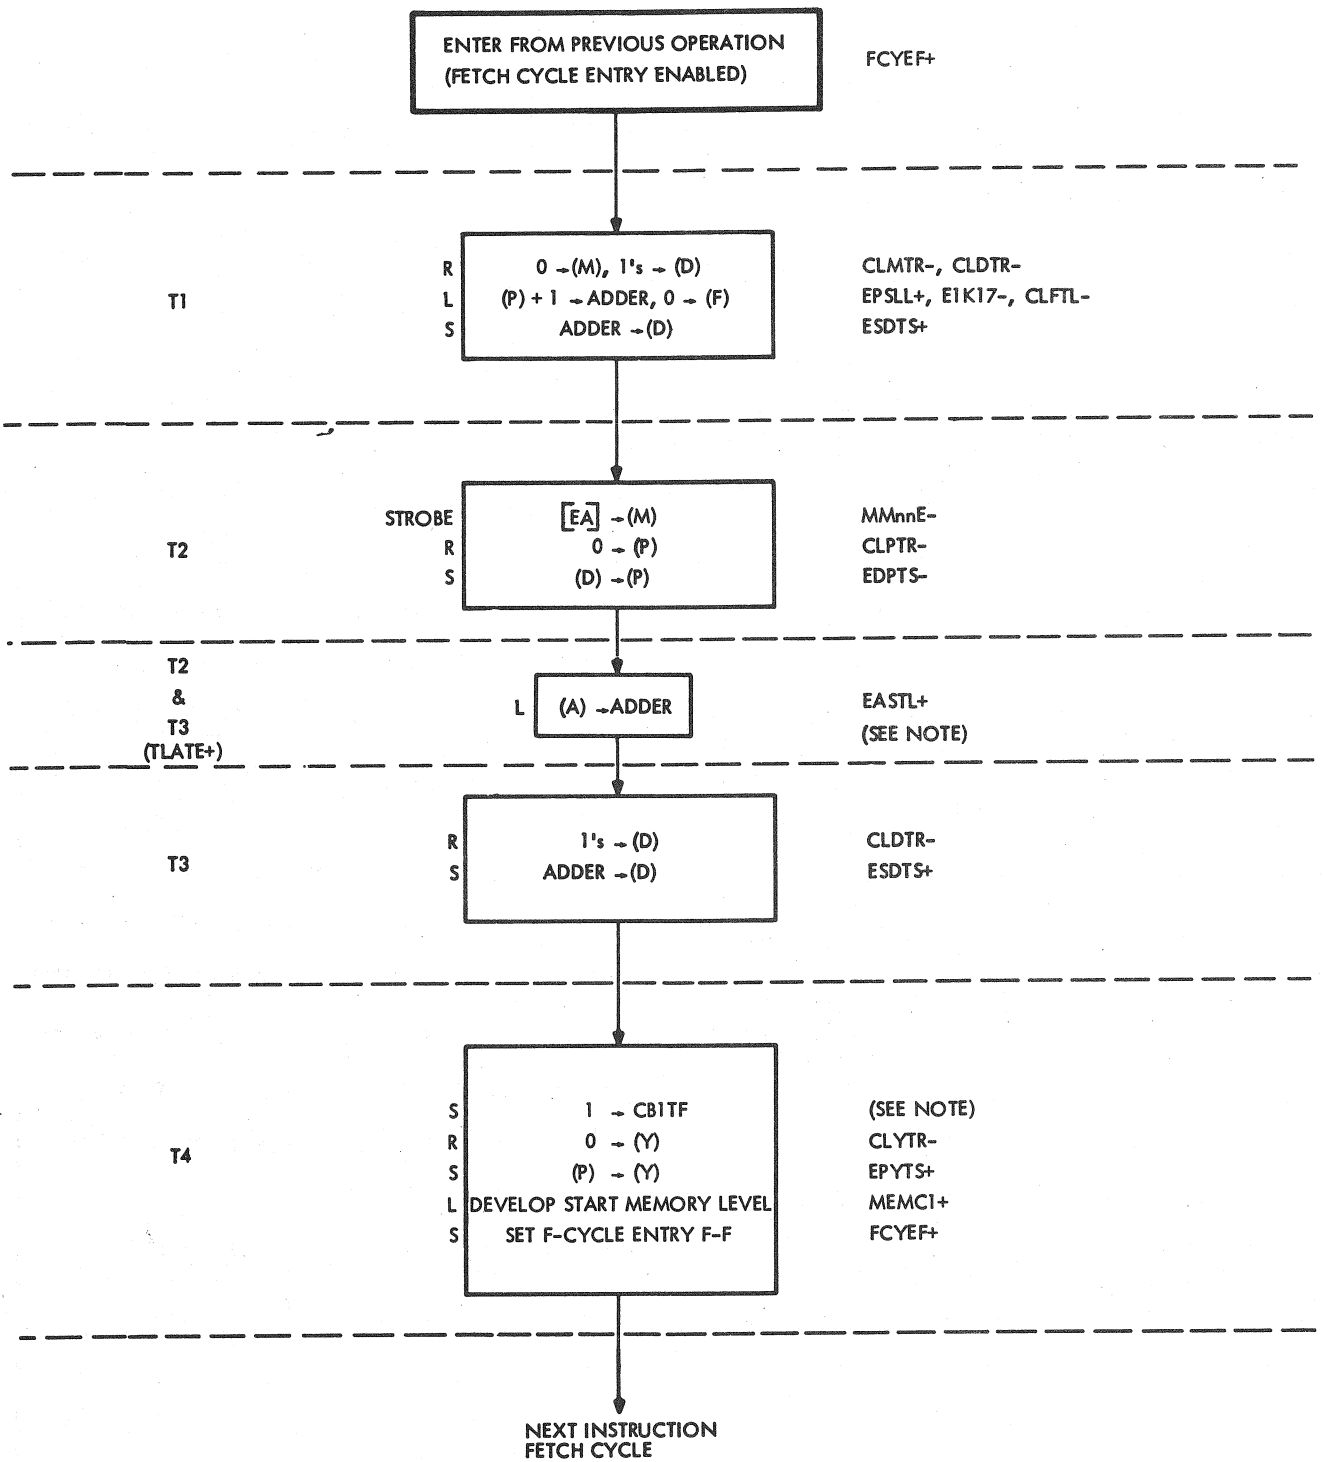 ENTER FROM PREVIOUS OPERATION
(FETCH CYCLE ENTRY ENABLED)
FCYEF+
T1
R 0 → (M), 1's → (D) CLMTR-, CLDTR-
L (P) + 1 → ADDER, 0 → (F) EPSLL+, E1K17-, CLFTL-
S ADDER → (D) ESDTS+
T2
STROBE [EA] → (M) MMnnE-
R 0 → (P) CLPTR-
S (D) → (P) EDPTS-
T2
&
T3
(TLATE+)
L (A) → ADDER EASTL+
(SEE NOTE)
T3
R 1's → (D) CLDTR-
S ADDER → (D) ESDTS+
T4
S 1 → CB1TF (SEE NOTE)
R 0 → (Y) CLYTR-
S (P) → (Y) EPYTS+
L DEVELOP START MEMORY LEVEL MEMC1+
S SET F-CYCLE ENTRY F-F FCYEF+
NEXT INSTRUCTION
FETCH CYCLE